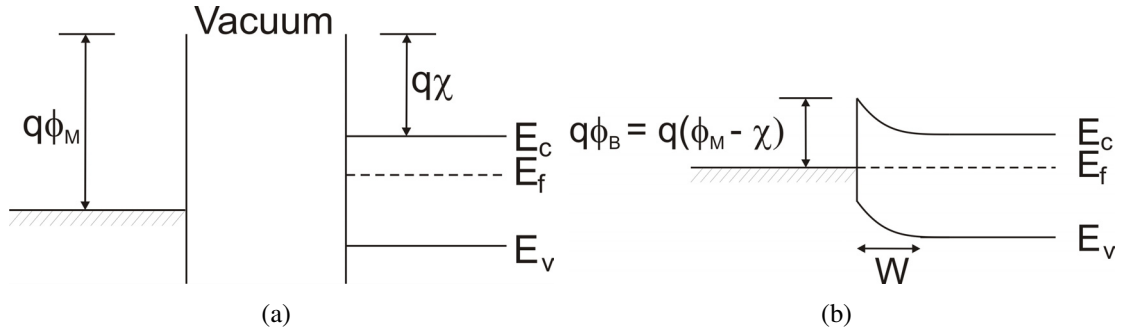 Vacuum
qϕM
qχ
Ec
Ef
Ev
(a)
qϕB = q(ϕM - χ)
Ec
Ef
Ev
W
(b)